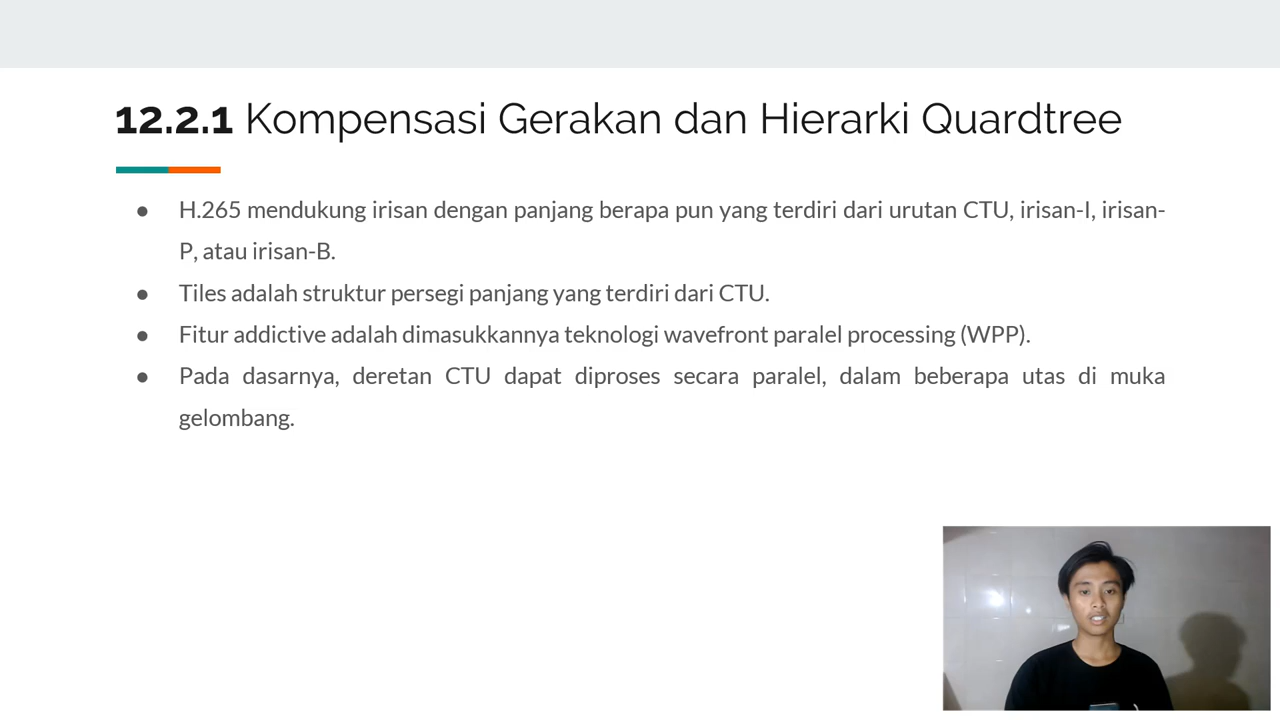 12.2.1 Kompensasi Gerakan dan Hierarki Quardtree
● H.265 mendukung irisan dengan panjang berapa pun yang terdiri dari urutan CTU, irisan-I, irisan-
P, atau irisan-B.
● Tiles adalah struktur persegi panjang yang terdiri dari CTU.
● Fitur addictive adalah dimasukkannya teknologi wavefront paralel processing (WPP).
● Pada dasarnya, deretan CTU dapat diproses secara paralel, dalam beberapa utas di muka
gelombang.